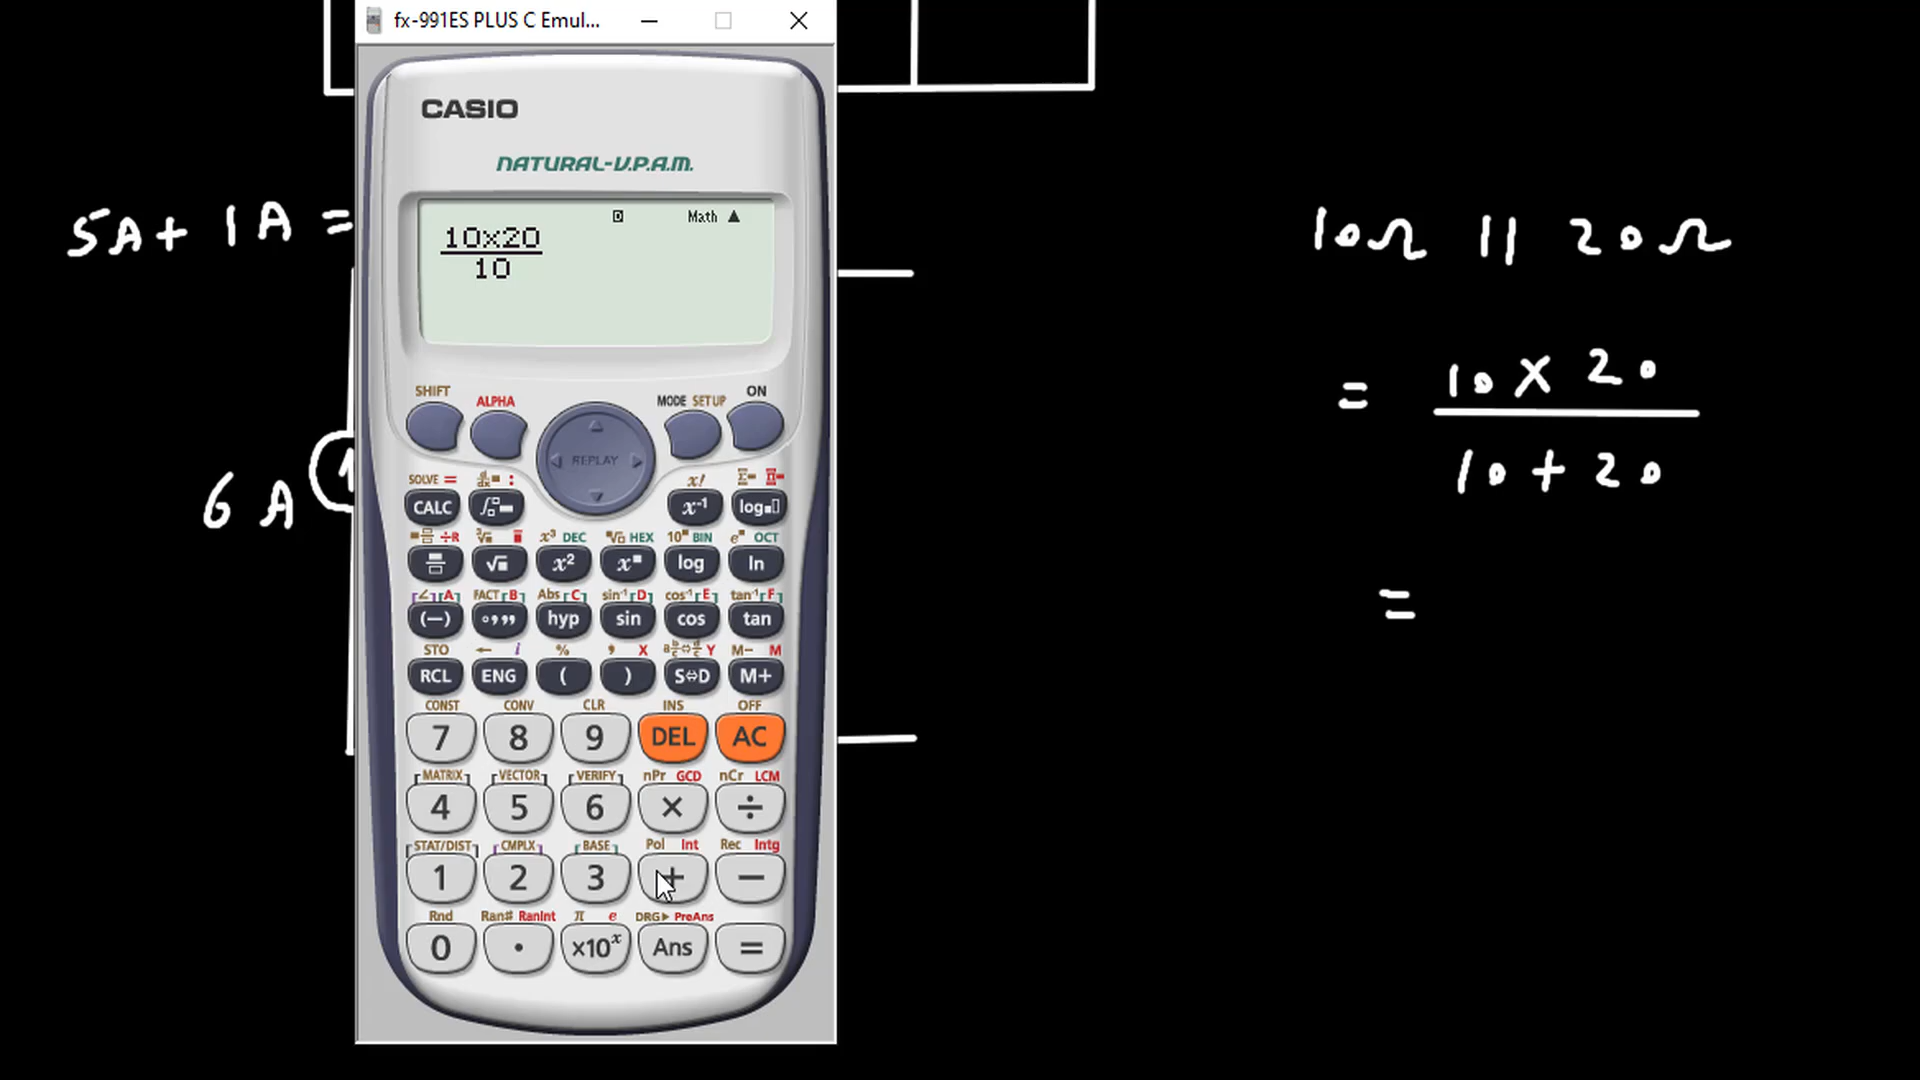 fx-991ES PLUS C Emul...
CASIO
NATURAL-V.P.A.M.
D Math ▲
10×20
10
5A + 1A =
6 A
10Ω || 20Ω
= 10 × 20
10 + 20
=
SHIFT ALPHA MODE SETUP ON
REPLAY
SOLVE = d/dx : x! Σ Π
CALC ∫ x⁻¹ log
÷R ∛ x³ DEC HEX 10 BIN e OCT
√ x² x log ln
∠ A FACT B Abs C sin⁻¹ D cos⁻¹ E tan⁻¹ F
(−) °,,, hyp sin cos tan
STO ← i % , X a b/c⇔d/c Y M− M
RCL ENG ( ) S⇔D M+
CONST CONV CLR INS OFF
7 8 9 DEL AC
MATRIX VECTOR VERIFY nPr GCD nCr LCM
4 5 6 × ÷
STAT/DIST CMPLX BASE Pol Int Rec Intg
1 2 3 + −
Rnd Ran# RanInt π e DRG▶ PreAns
0 . ×10ˣ Ans =